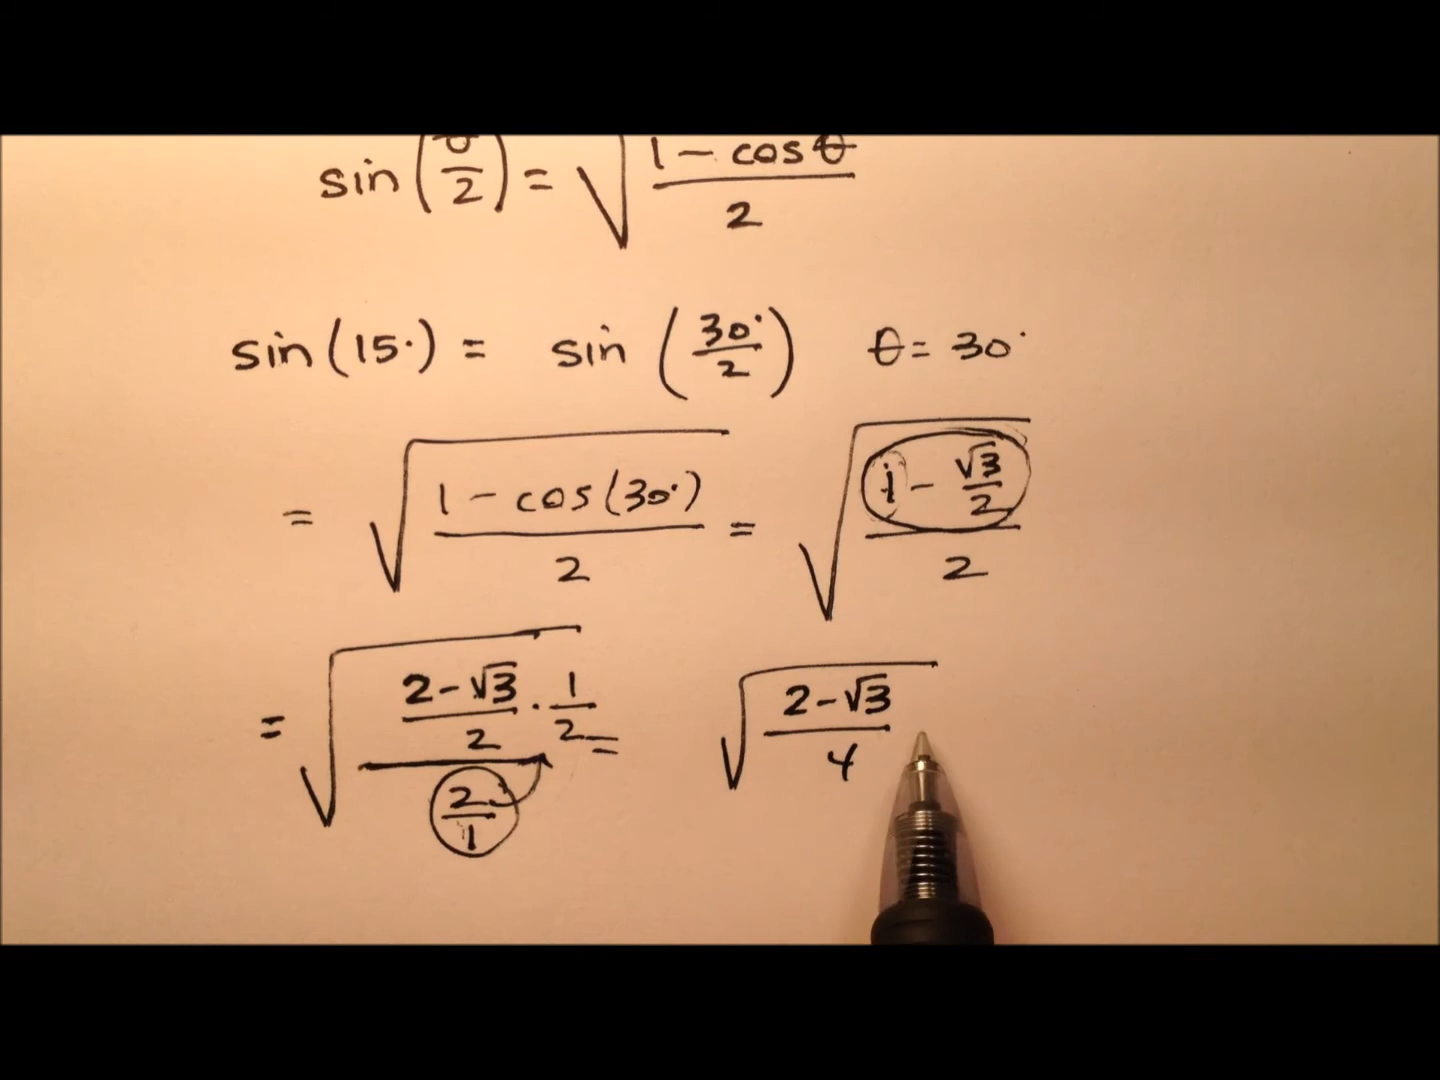 sin(θ/2) = √((1 - cosθ)/2)
sin(15°) = sin(30°/2) θ = 30°
= √((1 - cos(30°))/2) = √((1 - √3/2)/2)
= √(((2-√3)/2 · 1/2)/(2/1)) = √((2-√3)/4)